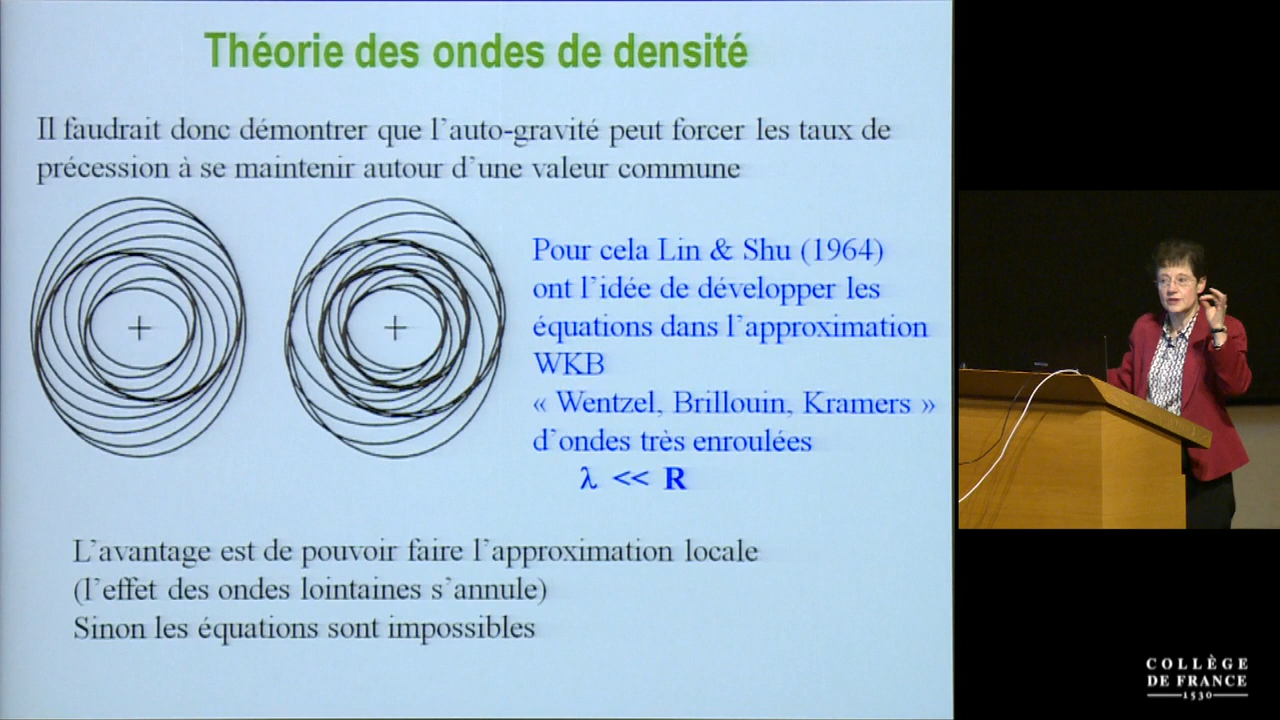 Théorie des ondes de densité
Il faudrait donc démontrer que l'auto-gravité peut forcer les taux de
précession à se maintenir autour d'une valeur commune
Pour cela Lin & Shu (1964)
ont l'idée de développer les
équations dans l'approximation
WKB
« Wentzel, Brillouin, Kramers »
d'ondes très enroulées
λ << R
L'avantage est de pouvoir faire l'approximation locale
(l'effet des ondes lointaines s'annule)
Sinon les équations sont impossibles
COLLÈGE
DE FRANCE
1530